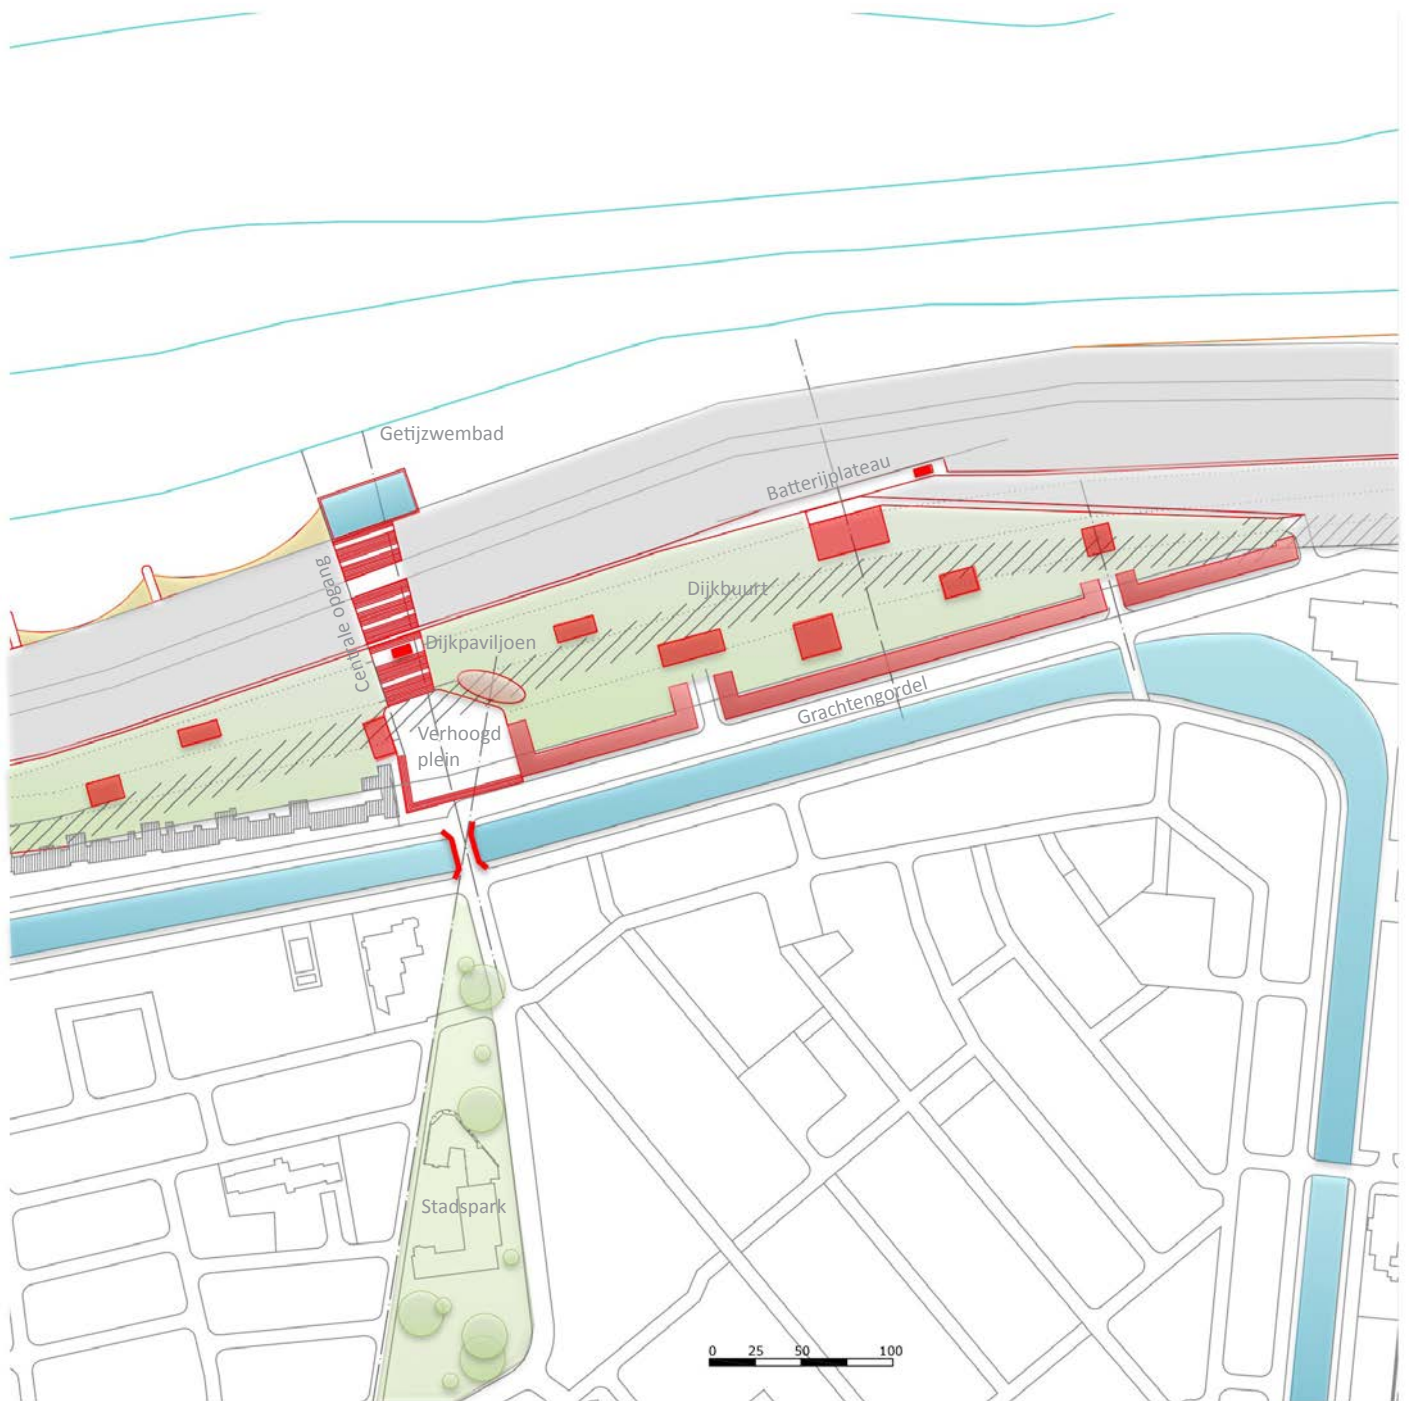 Getijzwembad
Batterijplateau
Centrale opgang
Dijkbuurt
Dijkpaviljoen
Grachtengordel
Verhoogd
plein
Stadspark
0 25 50 100